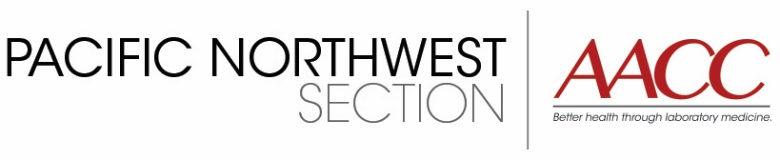 PACIFIC NORTHWEST
SECTION
AACC
Better health through laboratory medicine.